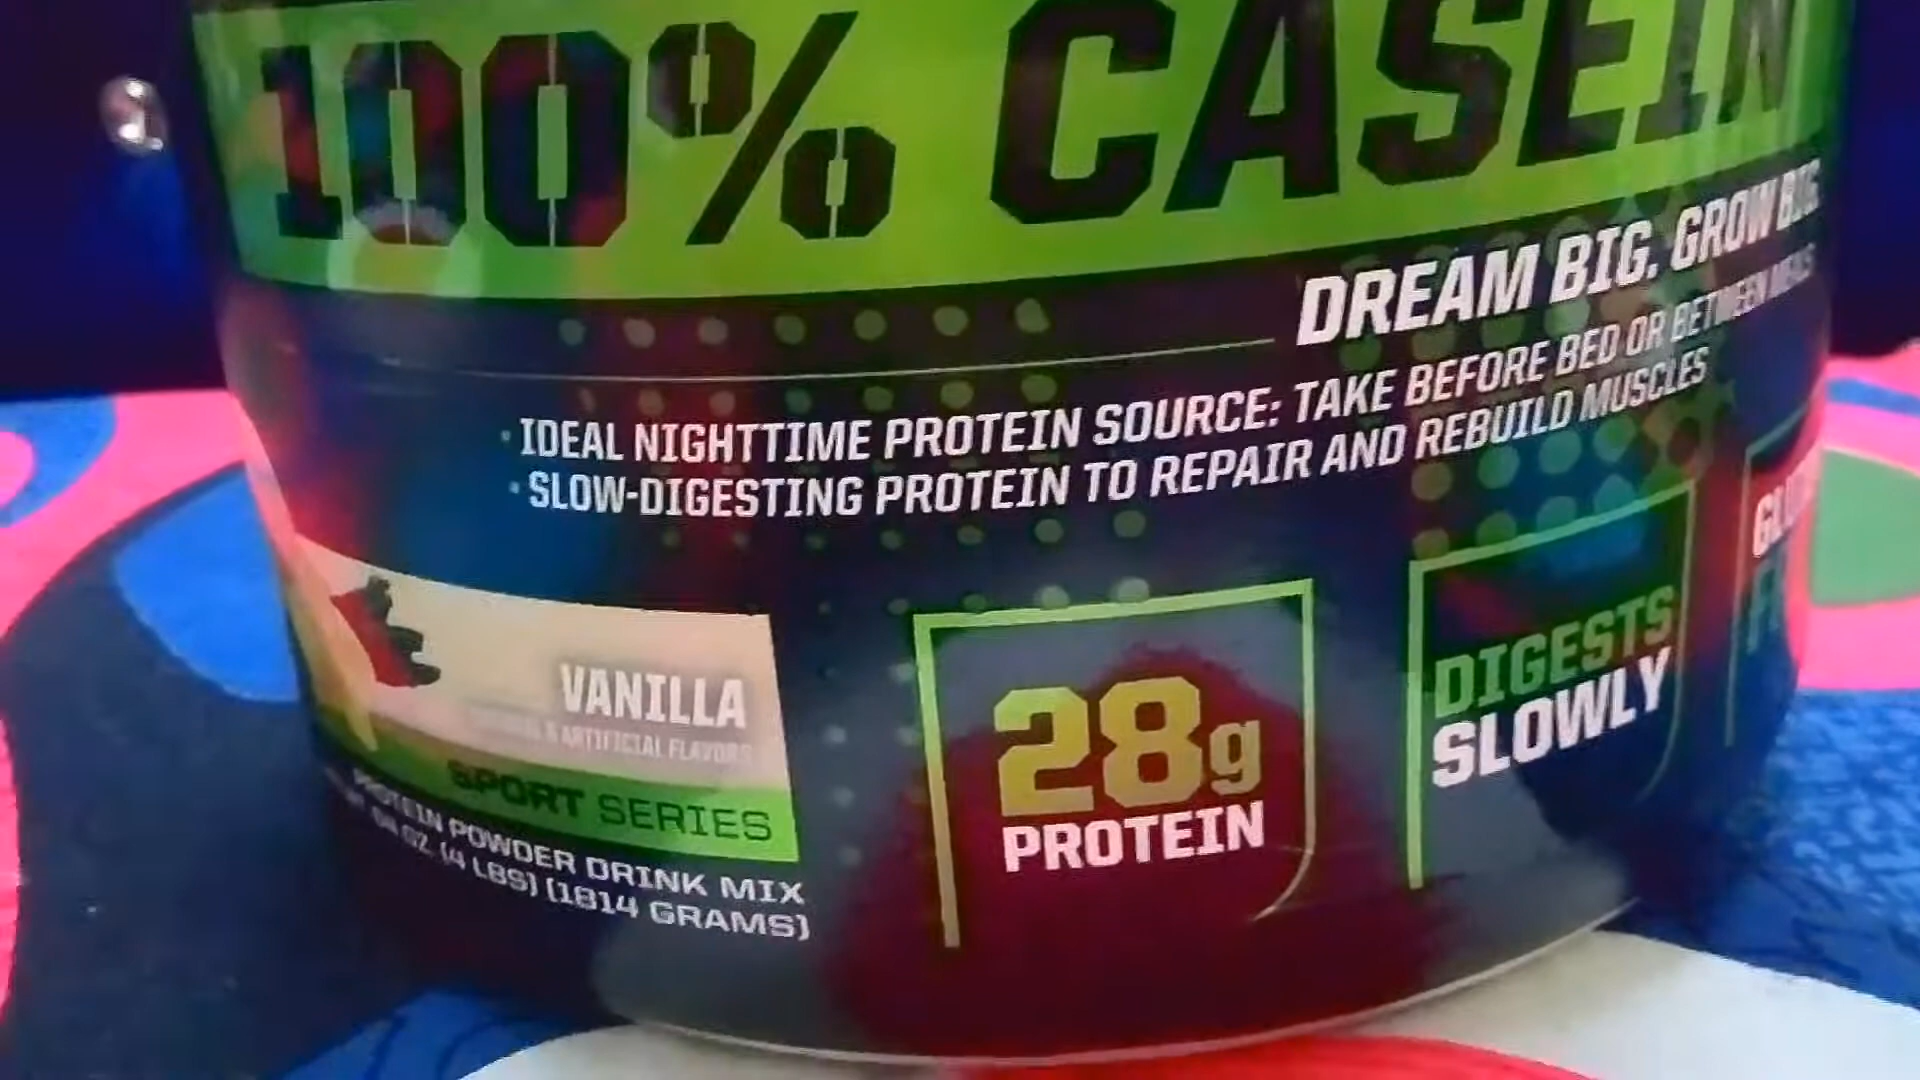 100% CASEIN
DREAM BIG. GROW BIG.
· IDEAL NIGHTTIME PROTEIN SOURCE: TAKE BEFORE BED OR BETWEEN MEALS
· SLOW-DIGESTING PROTEIN TO REPAIR AND REBUILD MUSCLES
VANILLA
& ARTIFICIAL FLAVORS
SPORT SERIES
PROTEIN POWDER DRINK MIX
OZ. (4 LBS) (1814 GRAMS)
28g
PROTEIN
DIGESTS
SLOWLY